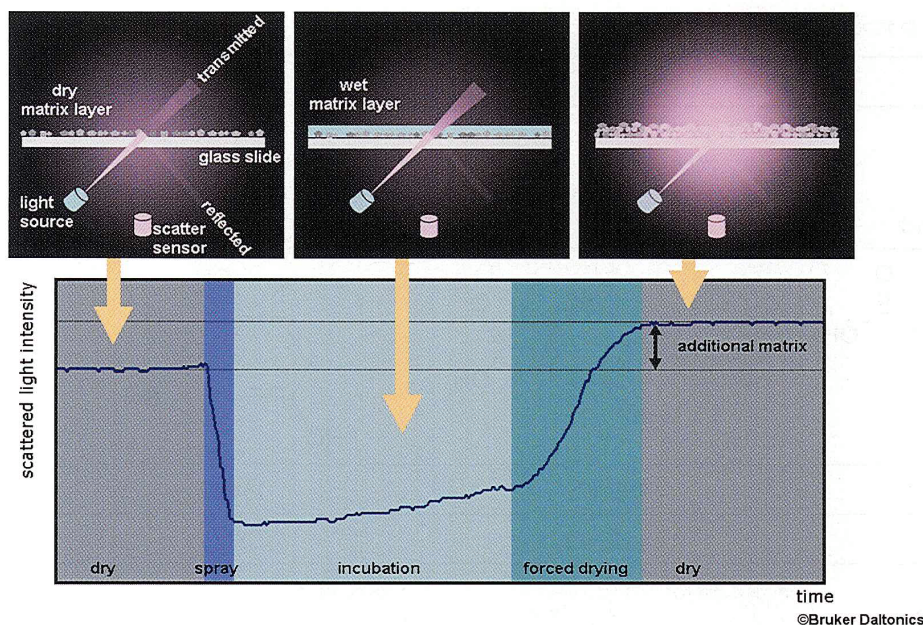 transmitted
dry
matrix layer
glass slide
light
source
scatter
sensor
reflected
wet
matrix layer
scattered light intensity
additional matrix
dry
spray
incubation
forced drying
dry
time
©Bruker Daltonics